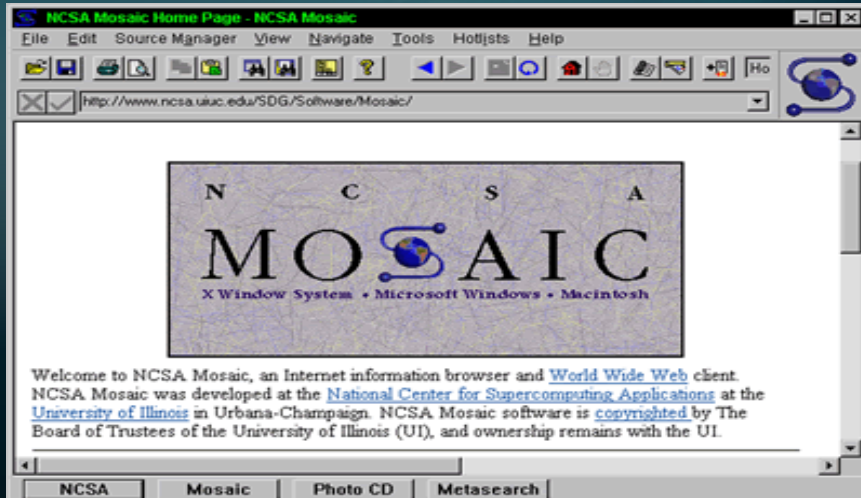 NCSA Mosaic Home Page - NCSA Mosaic
File Edit Source Manager View Navigate Tools Hotlists Help
Ho
http://www.ncsa.uiuc.edu/SDG/Software/Mosaic/
N C S A
MOSAIC
X Window System • Microsoft Windows • Macintosh
Welcome to NCSA Mosaic, an Internet information browser and World Wide Web client.
NCSA Mosaic was developed at the National Center for Supercomputing Applications at the
University of Illinois in Urbana-Champaign. NCSA Mosaic software is copyrighted by The
Board of Trustees of the University of Illinois (UI), and ownership remains with the UI.
NCSA Mosaic Photo CD Metasearch